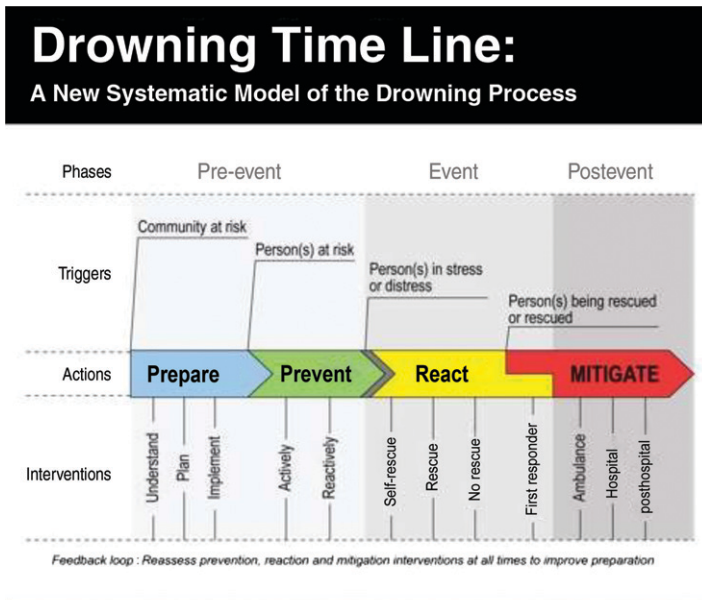 Drowning Time Line:
A New Systematic Model of the Drowning Process
Phases Pre-event Event Postevent
Triggers
Community at risk
Person(s) at risk
Person(s) in stress
or distress
Person(s) being rescued
or rescued
Actions Prepare Prevent React MITIGATE
Interventions
Understand
Plan
Implement
Actively
Reactively
Self-rescue
Rescue
No rescue
First responder
Ambulance
Hospital
posthospital
Feedback loop : Reassess prevention, reaction and mitigation interventions at all times to improve preparation